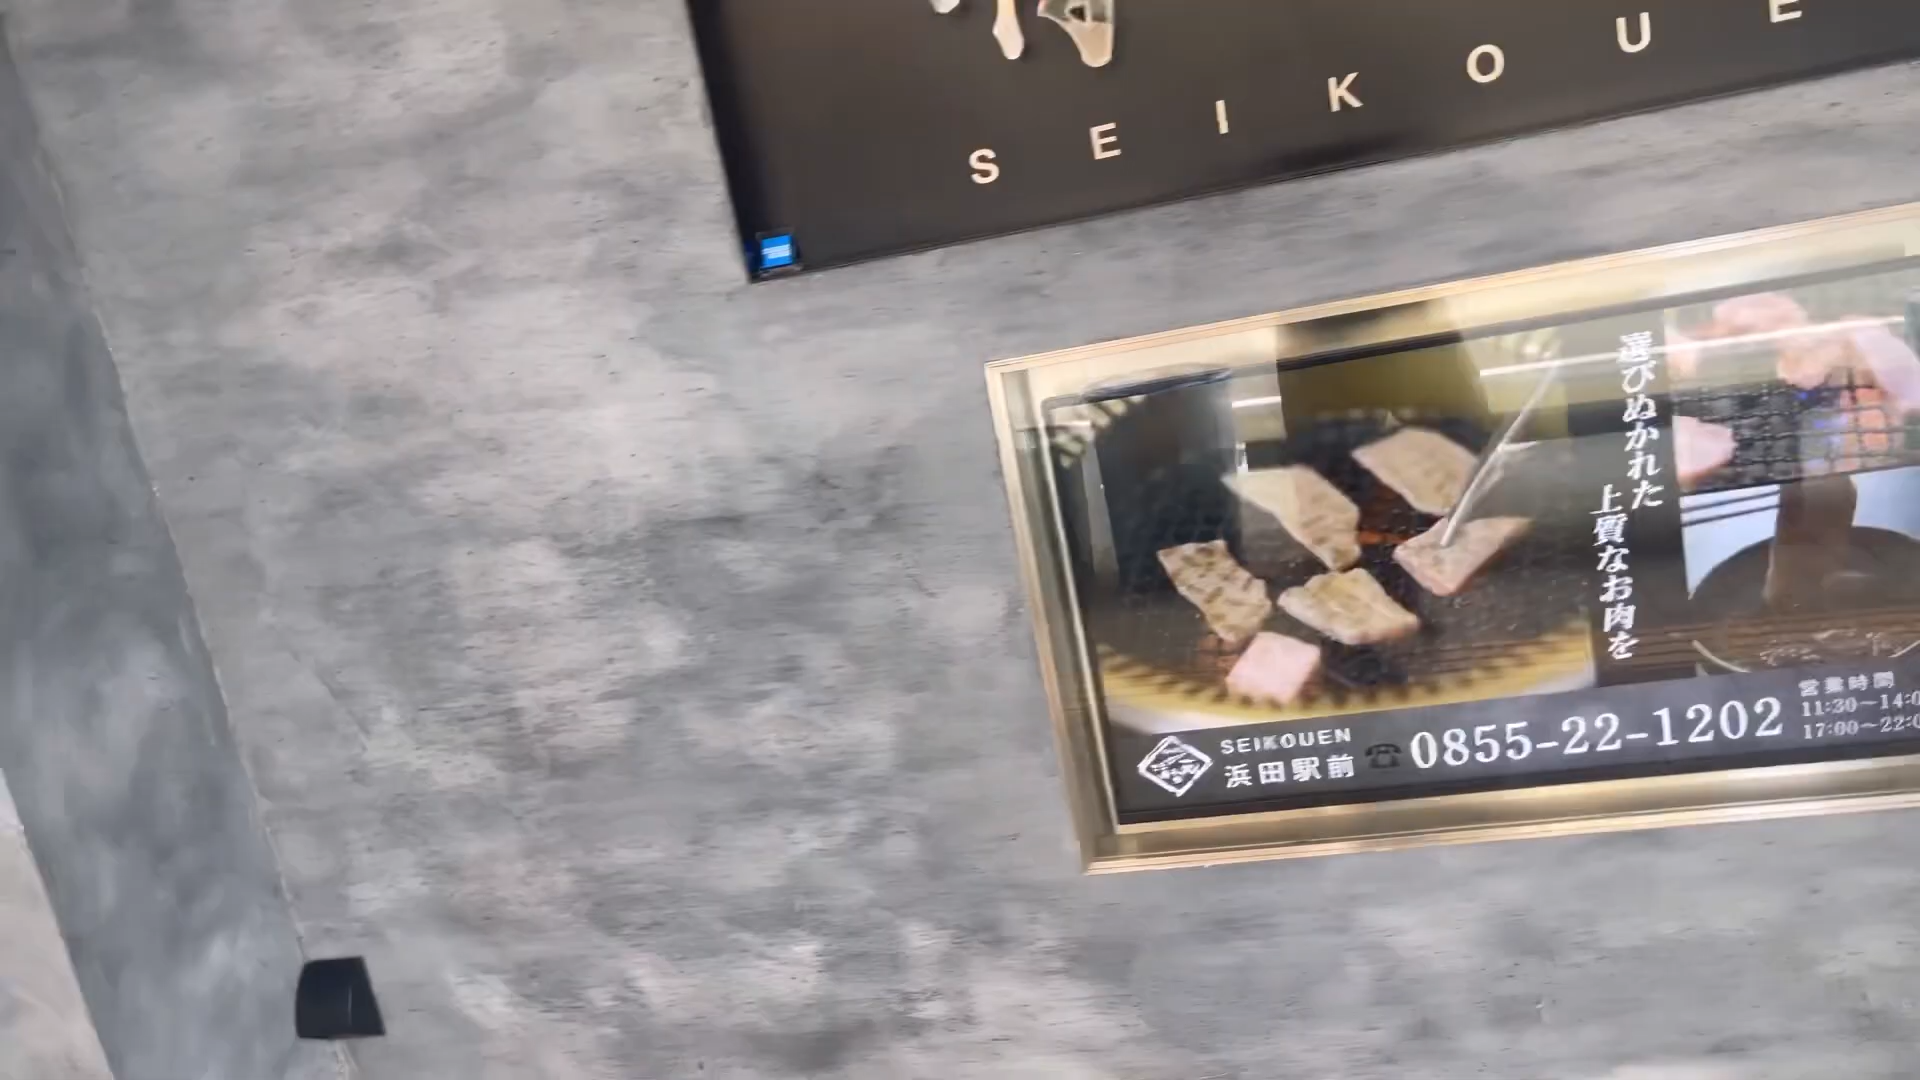 SEIKOUE
選びぬかれた
上質なお肉を
SEIKOUEN
浜田駅前
0855-22-1202
営業時間
11:30〜14:0
17:00〜22:0